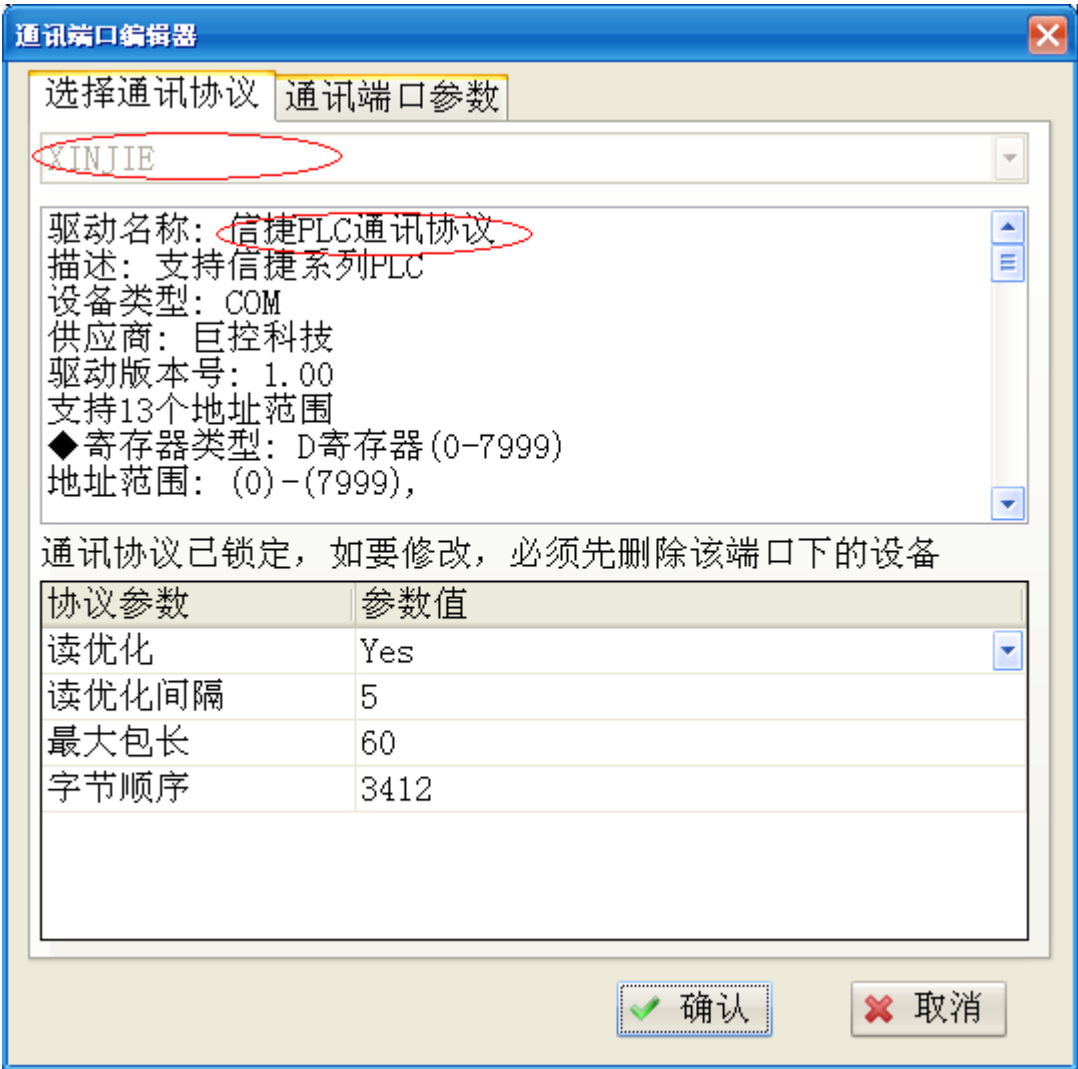 通讯端口编辑器
选择通讯协议 通讯端口参数
XINJIE
驱动名称: 信捷PLC通讯协议
描述: 支持信捷系列PLC
设备类型: COM
供应商: 巨控科技
驱动版本号: 1.00
支持13个地址范围
◆寄存器类型: D寄存器(0-7999)
地址范围: (0)-(7999),
通讯协议已锁定，如要修改，必须先删除该端口下的设备
协议参数 参数值
读优化 Yes
读优化间隔 5
最大包长 60
字节顺序 3412
确认 取消